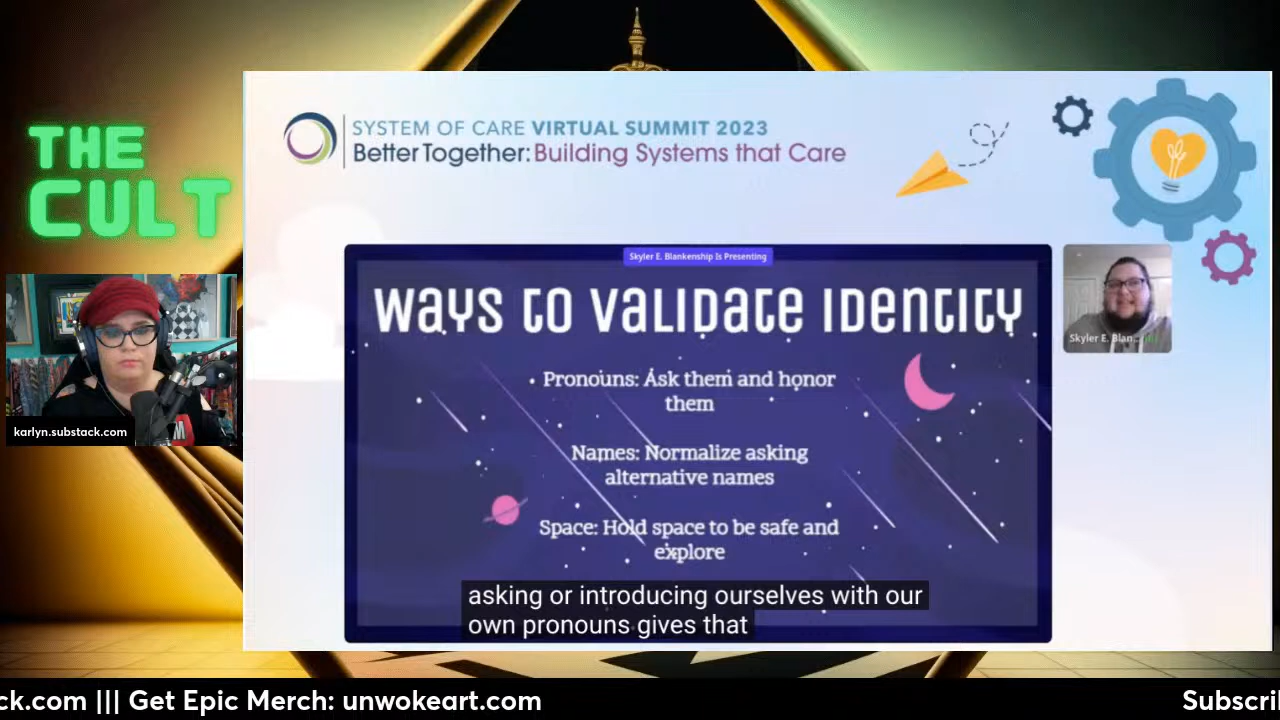 THE
CULT
SYSTEM OF CARE VIRTUAL SUMMIT 2023
Better Together: Building Systems that Care
Skyler E. Blankenship Is Presenting
Ways to Validate Identity
Pronouns: Ask them and honor
them
Names: Normalize asking
alternative names
Space: Hold space to be safe and
explore
Skyler E. Blan...
karlyn.substack.com
asking or introducing ourselves with our
own pronouns gives that
ck.com ||| Get Epic Merch: unwokeart.com
Subscri